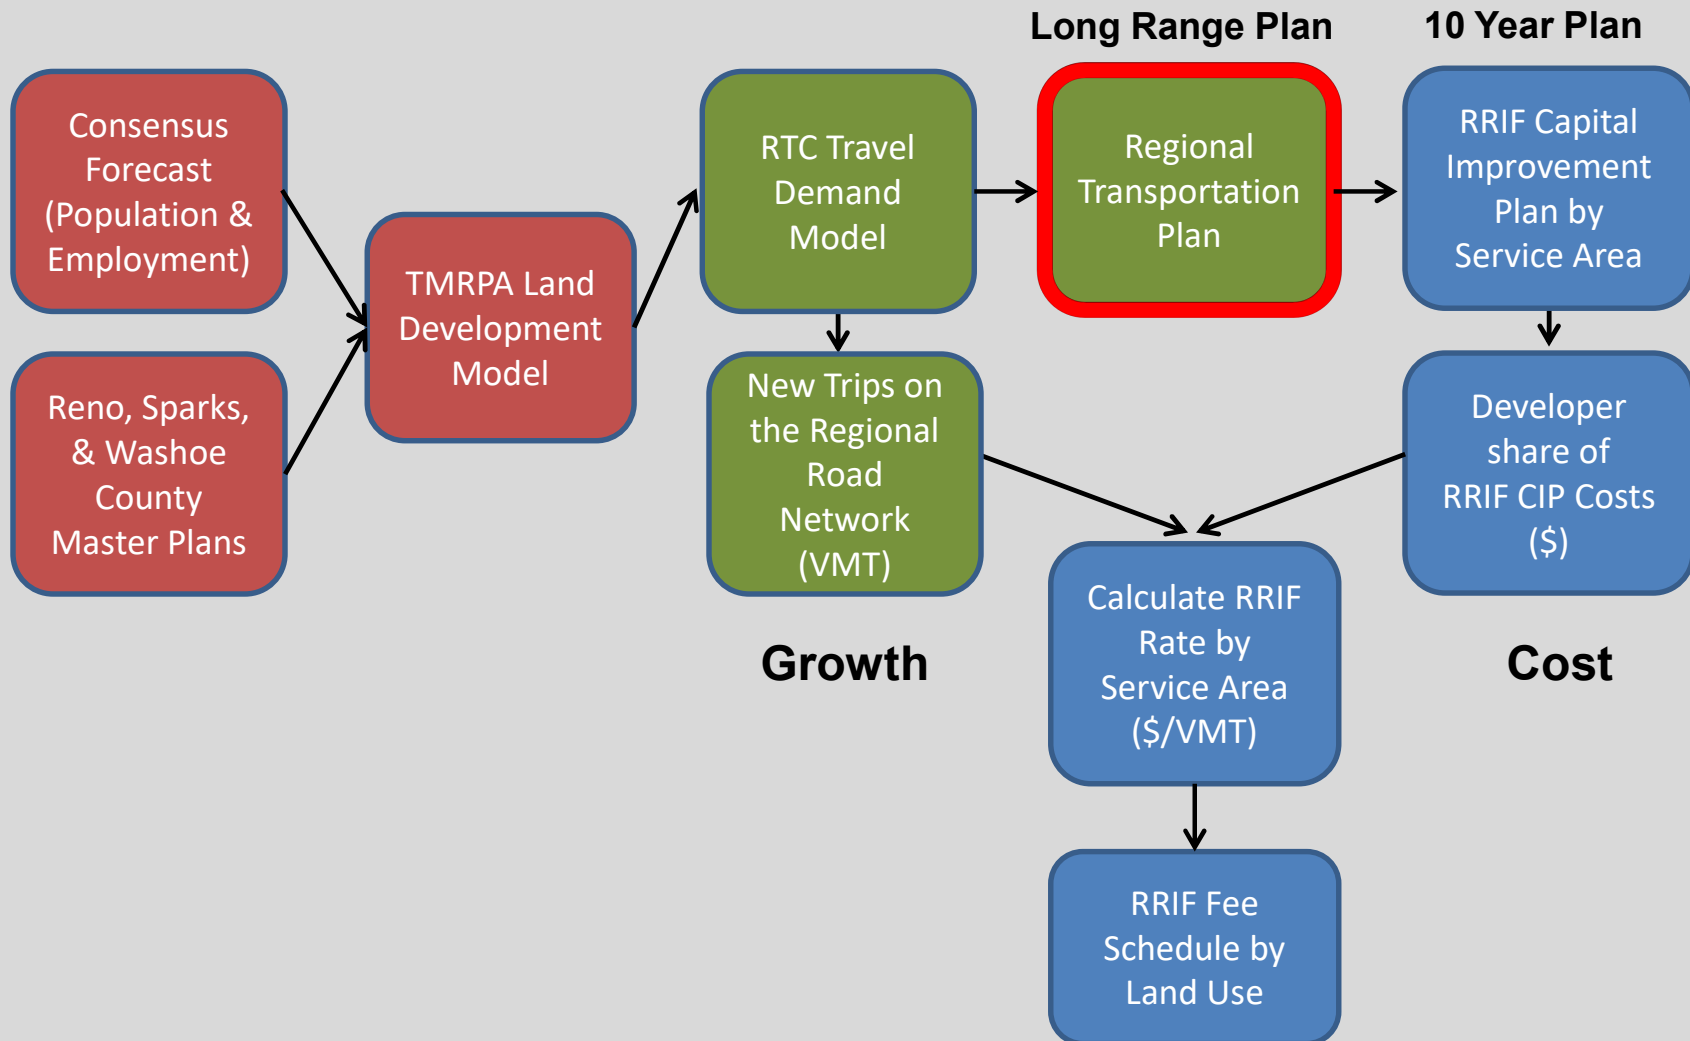 Long Range Plan
10 Year Plan
Consensus
Forecast
(Population &
Employment)
Reno, Sparks,
& Washoe
County
Master Plans
TMRPA Land
Development
Model
RTC Travel
Demand
Model
Regional
Transportation
Plan
RRIF Capital
Improvement
Plan by
Service Area
New Trips on
the Regional
Road
Network
(VMT)
Developer
share of
RRIF CIP Costs
($)
Growth
Calculate RRIF
Rate by
Service Area
($/VMT)
Cost
RRIF Fee
Schedule by
Land Use